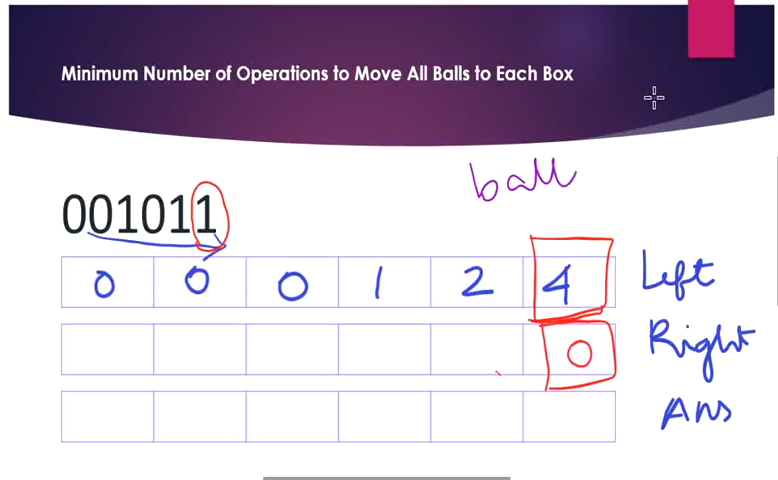 Minimum Number of Operations to Move All Balls to Each Box
ball
001011
0 0 0 1 2 4 Left
0 Right
Ans